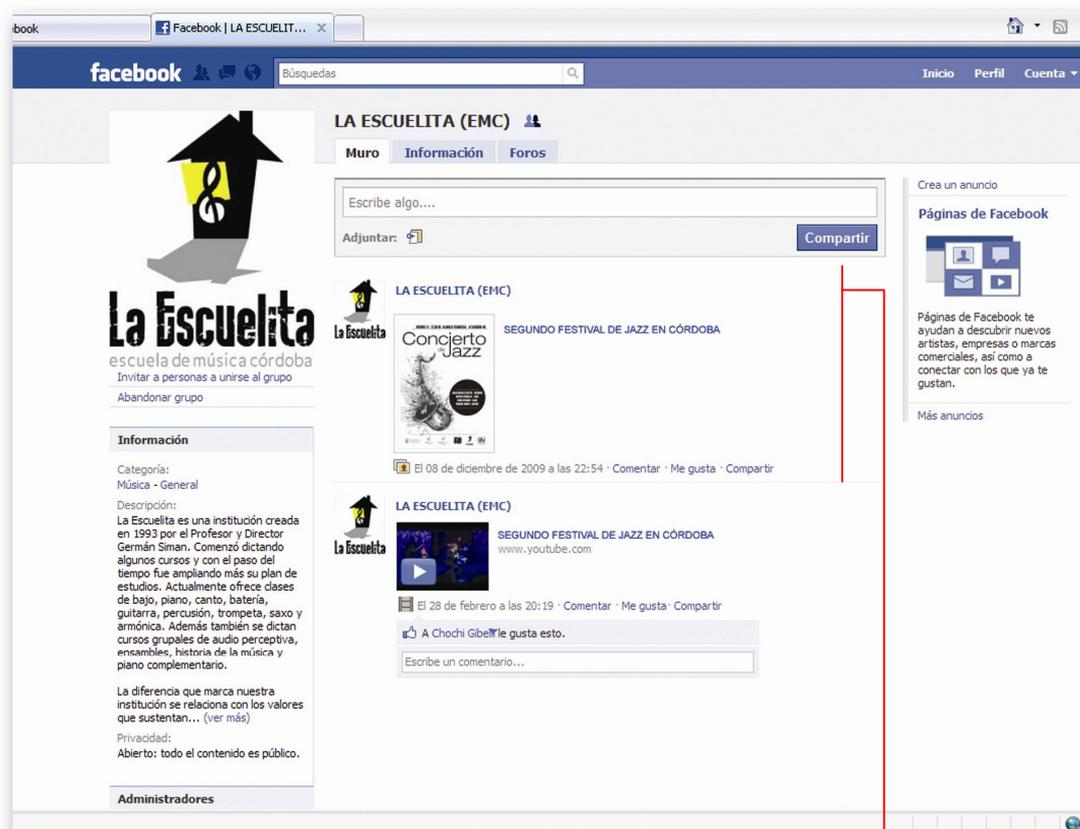 book
Facebook | LA ESCUELIT... X
facebook
Búsquedas
Inicio Perfil Cuenta
LA ESCUELITA (EMC)
Muro Información Foros
Escribe algo....
Adjuntar:
Compartir
La Escuelita
escuela de música córdoba
Invitar a personas a unirse al grupo
Abandonar grupo
Información
Categoría:
Música - General
Descripción:
La Escuelita es una institución creada
en 1993 por el Profesor y Director
Germán Siman. Comenzó dictando
algunos cursos y con el paso del
tiempo fue ampliando más su plan de
estudios. Actualmente ofrece clases
de bajo, piano, canto, batería,
guitarra, percusión, trompeta, saxo y
armónica. Además también se dictan
cursos grupales de audio perceptiva,
ensambles, historia de la música y
piano complementario.
La diferencia que marca nuestra
institución se relaciona con los valores
que sustentan... (ver más)
Privacidad:
Abierto: todo el contenido es público.
Administradores
La Escuelita
LA ESCUELITA (EMC)
Concierto
de Jazz
SEGUNDO FESTIVAL DE JAZZ EN CÓRDOBA
El 08 de diciembre de 2009 a las 22:54 · Comentar · Me gusta · Compartir
La Escuelita
LA ESCUELITA (EMC)
SEGUNDO FESTIVAL DE JAZZ EN CÓRDOBA
www.youtube.com
El 28 de febrero a las 20:19 · Comentar · Me gusta · Compartir
A Chochi le gusta esto.
Escribe un comentario...
Crea un anuncio
Páginas de Facebook
Páginas de Facebook te
ayudan a descubrir nuevos
artistas, empresas o marcas
comerciales, así como a
conectar con los que ya te
gustan.
Más anuncios